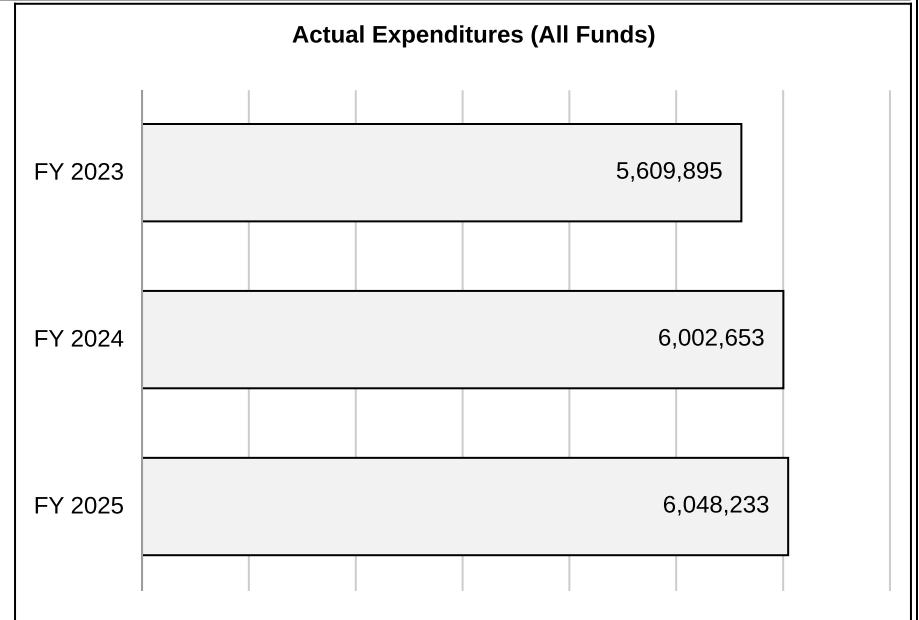 Actual Expenditures (All Funds)
FY 2023 5,609,895
FY 2024 6,002,653
FY 2025 6,048,233